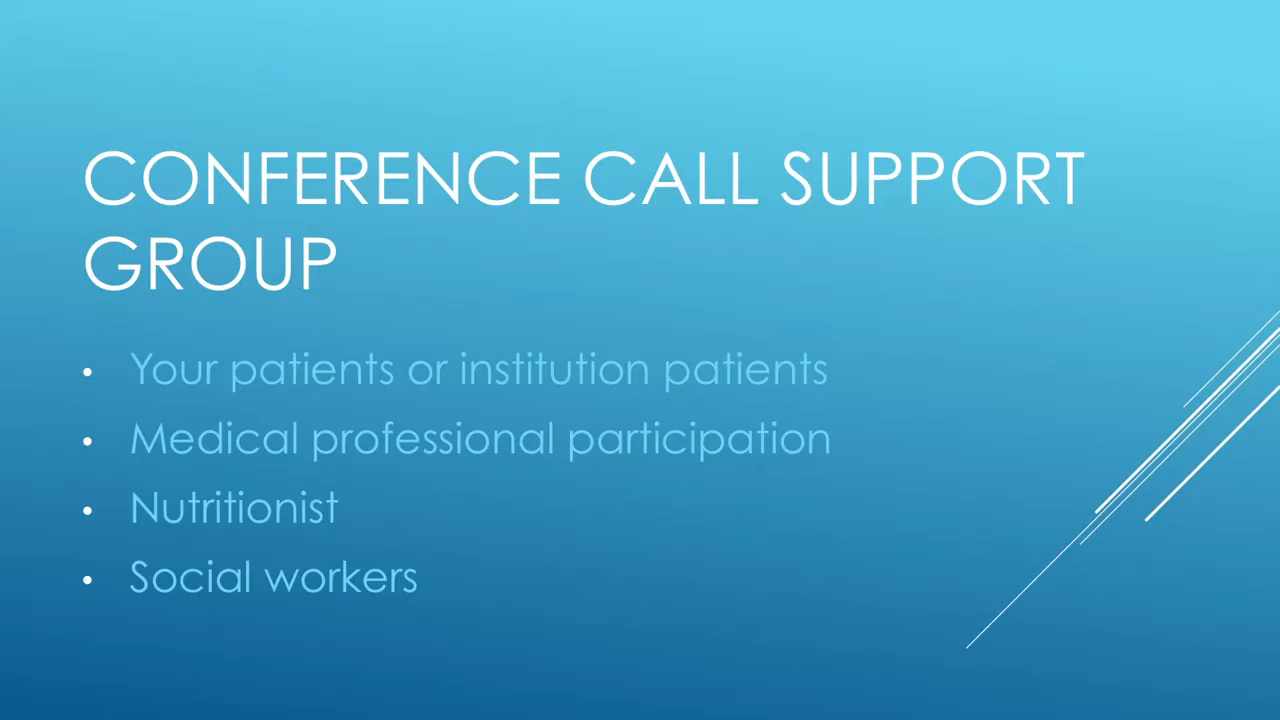 CONFERENCE CALL SUPPORT
GROUP
• Your patients or institution patients
• Medical professional participation
• Nutritionist
• Social workers